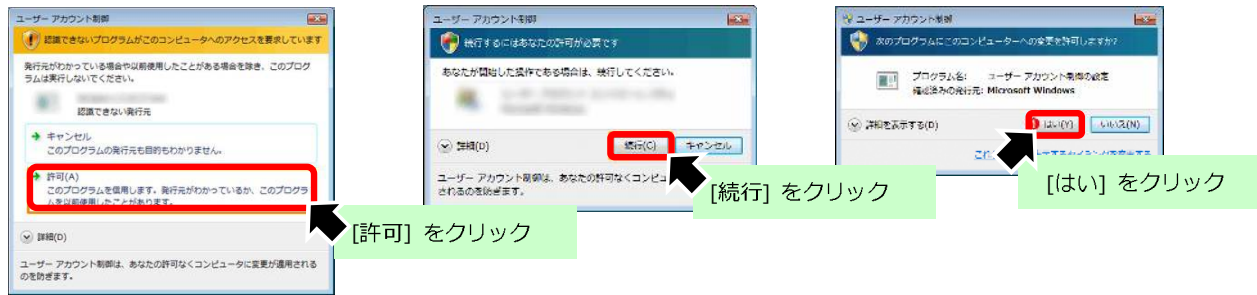 ユーザー アカウント制御
認識できないプログラムがこのコンピュータへのアクセスを要求しています
発行元がわかっている場合や以前使用したことがある場合を除き、このプログ
ラムは実行しないでください。
認識できない発行元
キャンセル
このプログラムの発行元も目的もわかりません。
許可(A)
このプログラムを信用します。発行元がわかっているか、このプログラ
ムを以前使用したことがあります。
詳細(D)
ユーザー アカウント制御は、あなたの許可なくコンピュータに変更が適用される
のを防ぎます。
[許可] をクリック
ユーザー アカウント制御
続行するにはあなたの許可が必要です
あなたが開始した操作である場合は、続行してください。
詳細(D)
続行(C)
キャンセル
ユーザー アカウント制御は、あなたの許可なくコンピュ
されるのを防ぎます。
[続行] をクリック
ユーザー アカウント制御
次のプログラムにこのコンピューターへの変更を許可しますか?
プログラム名: ユーザー アカウント制御の設定
確認済みの発行元: Microsoft Windows
詳細を表示する(D)
はい(Y)
いいえ(N)
[はい] をクリック